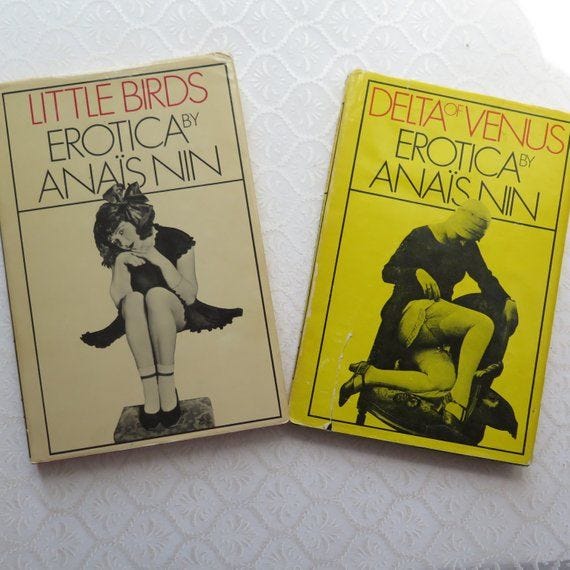 LITTLE BIRDS
EROTICA BY
ANAÏS NIN
DELTA OF VENUS
EROTICA BY
ANAÏS NIN